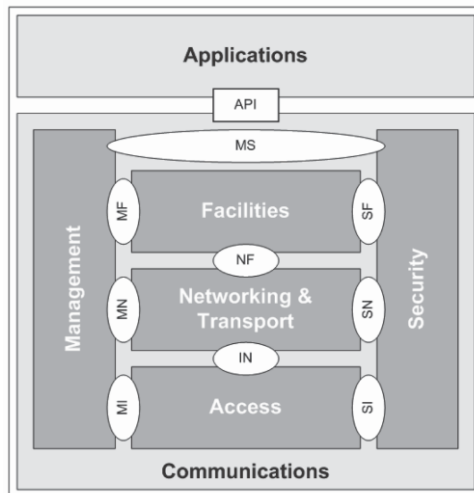 Applications
API
MS
Management
MF
Facilities
SF
Security
NF
MN
Networking &
Transport
SN
IN
MI
Access
SI
Communications